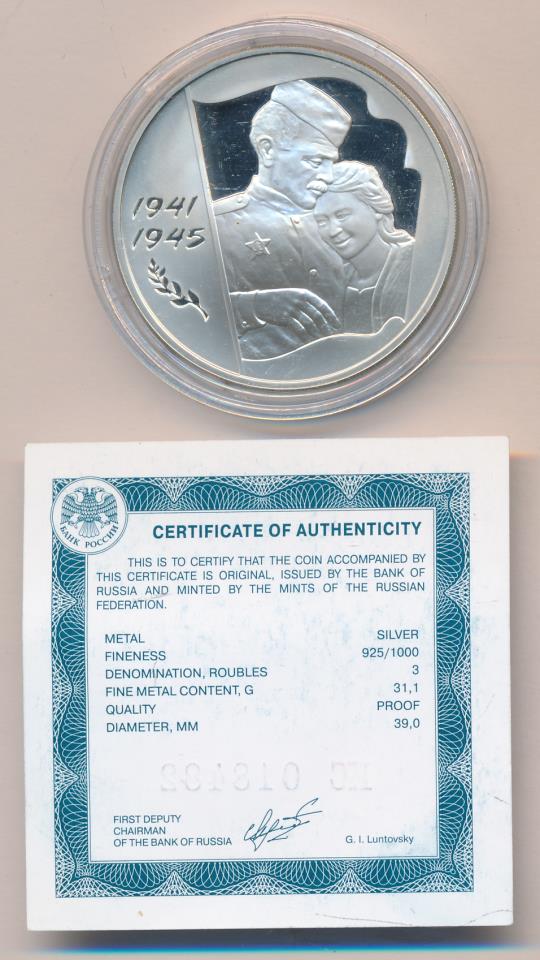 1941
1945
БАНК РОССИИ
CERTIFICATE OF AUTHENTICITY
THIS IS TO CERTIFY THAT THE COIN ACCOMPANIED BY
THIS CERTIFICATE IS ORIGINAL, ISSUED BY THE BANK OF
RUSSIA AND MINTED BY THE MINTS OF THE RUSSIAN
FEDERATION.
METAL SILVER
FINENESS 925/1000
DENOMINATION, ROUBLES 3
FINE METAL CONTENT, G 31,1
QUALITY PROOF
DIAMETER, MM 39,0
FIRST DEPUTY
CHAIRMAN
OF THE BANK OF RUSSIA G. I. Luntovsky